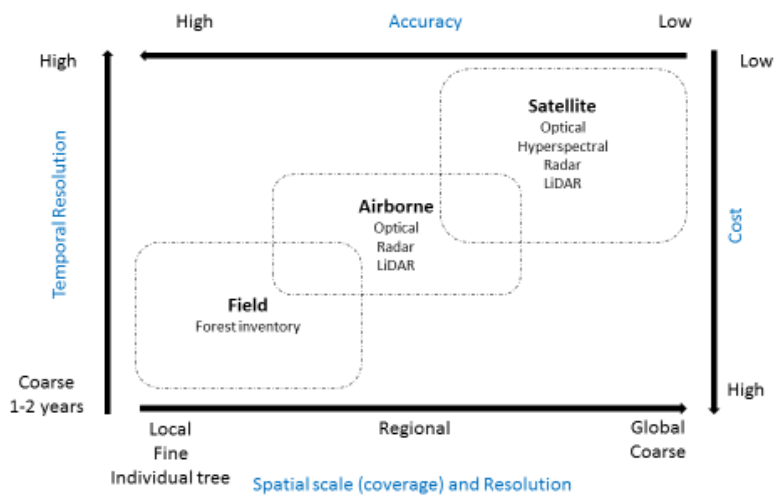 High Accuracy Low
High Low
Satellite
Optical
Hyperspectral
Radar
LiDAR
Airborne
Optical
Radar
LiDAR
Temporal Resolution
Cost
Field
Forest inventory
Coarse
1-2 years
High
Local Regional Global
Fine Coarse
Individual tree
Spatial scale (coverage) and Resolution